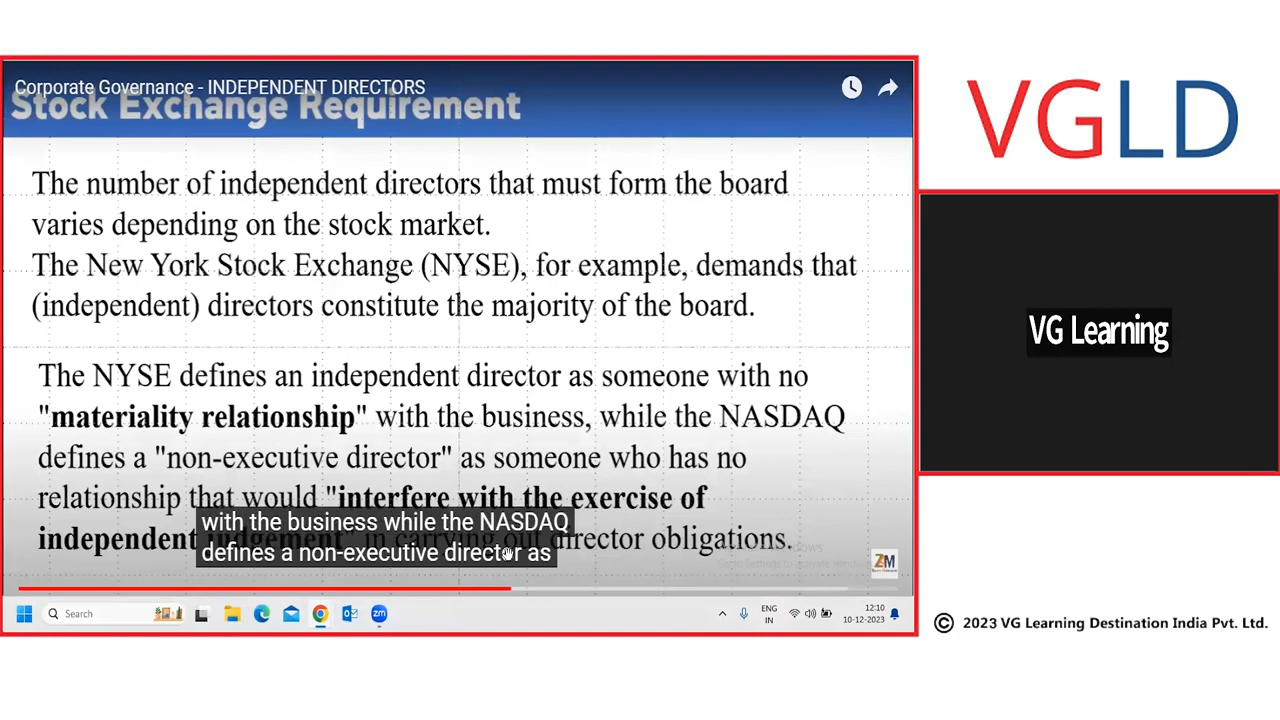 Corporate Governance - INDEPENDENT DIRECTORS
Stock Exchange Requirement
The number of independent directors that must form the board
varies depending on the stock market.
The New York Stock Exchange (NYSE), for example, demands that
(independent) directors constitute the majority of the board.
The NYSE defines an independent director as someone with no
"materiality relationship" with the business, while the NASDAQ
defines a "non-executive director" as someone who has no
relationship that would "interfere with the exercise of
independent judgement" in carrying out director obligations.
with the business while the NASDAQ
defines a non-executive director as
ZM
Search
zm
ENG
IN
12:10
10-12-2023
VGLD
VG Learning
© 2023 VG Learning Destination India Pvt. Ltd.